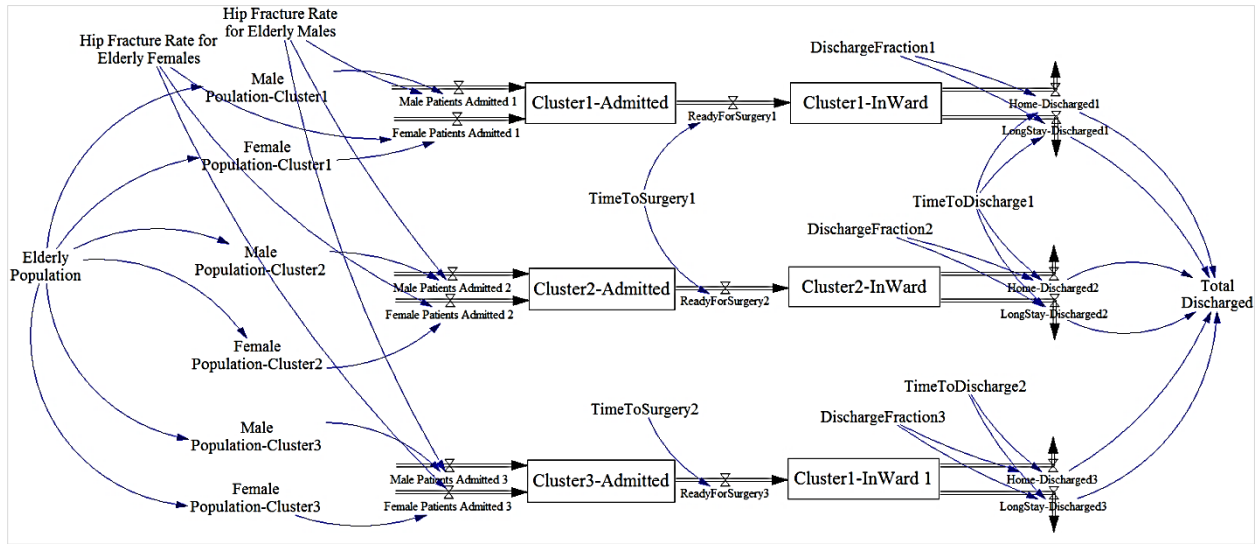 Hip Fracture Rate
for Elderly Males
Hip Fracture Rate for
Elderly Females
Male
Poulation-Cluster1
Male Patients Admitted 1
Cluster1-Admitted
ReadyForSurgery1
Cluster1-InWard
DischargeFraction1
Home-Discharged1
LongStay-Discharged1
Female Patients Admitted 1
Female
Population-Cluster1
TimeToSurgery1
TimeToDischarge1
DischargeFraction2
Elderly
Population
Male
Population-Cluster2
Male Patients Admitted 2
Cluster2-Admitted
ReadyForSurgery2
Cluster2-InWard
Home-Discharged2
LongStay-Discharged2
Female Patients Admitted 2
Total
Discharged
Female
Population-Cluster2
TimeToSurgery2
TimeToDischarge2
DischargeFraction3
Male
Population-Cluster3
Male Patients Admitted 3
Cluster3-Admitted
ReadyForSurgery3
Cluster1-InWard 1
Home-Discharged3
LongStay-Discharged3
Female
Population-Cluster3
Female Patients Admitted 3